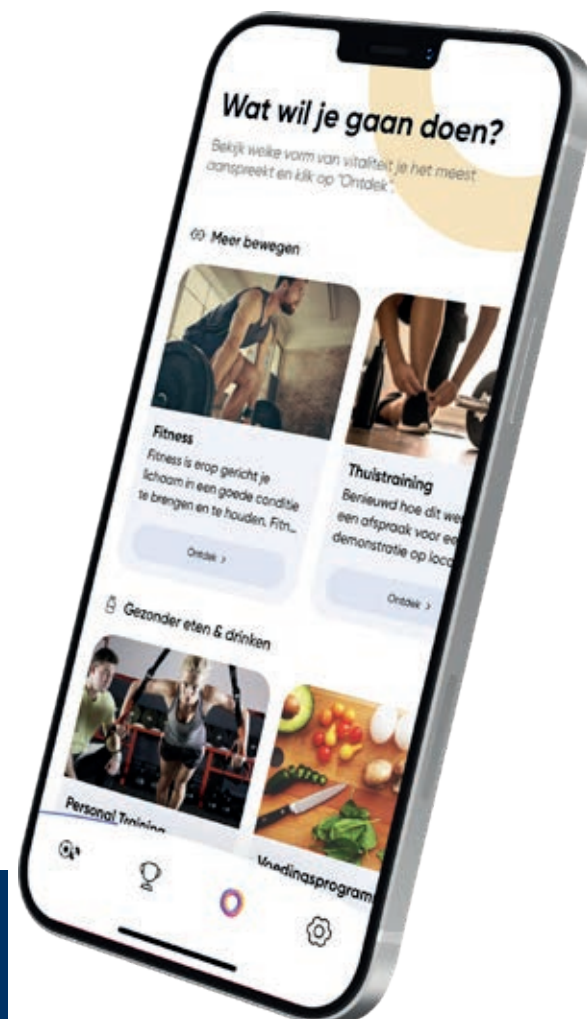 Wat wil je gaan doen?
Bekijk welke vorm van vitaliteit je het meest
aanspreekt en klik op "Ontdek".
Meer bewegen
Fitness
Fitness is erop gericht je
lichaam in een goede conditie
te brengen en te houden. Fitn...
Ontdek >
Thuistraining
Benieuwd hoe dit we
een afspraak voor ee
demonstratie op loca
Ontdek >
Gezonder eten & drinken
Personal Training
Voedingsprogram